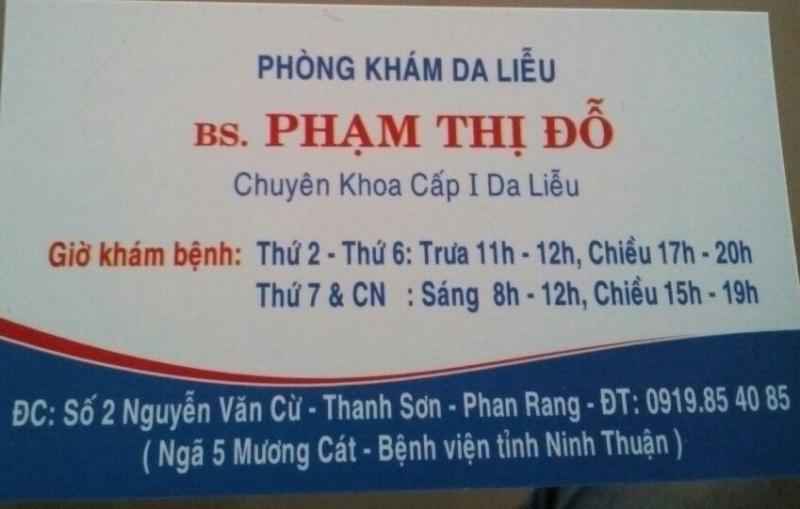 PHÒNG KHÁM DA LIỄU
BS. PHẠM THỊ ĐỖ
Chuyên Khoa Cấp I Da Liễu
Giờ khám bệnh: Thứ 2 - Thứ 6: Trưa 11h - 12h, Chiều 17h - 20h
Thứ 7 & CN : Sáng 8h - 12h, Chiều 15h - 19h
ĐC: Số 2 Nguyễn Văn Cừ - Thanh Sơn - Phan Rang - ĐT: 0919.85 40 85
( Ngã 5 Mương Cát - Bệnh viện tỉnh Ninh Thuận )